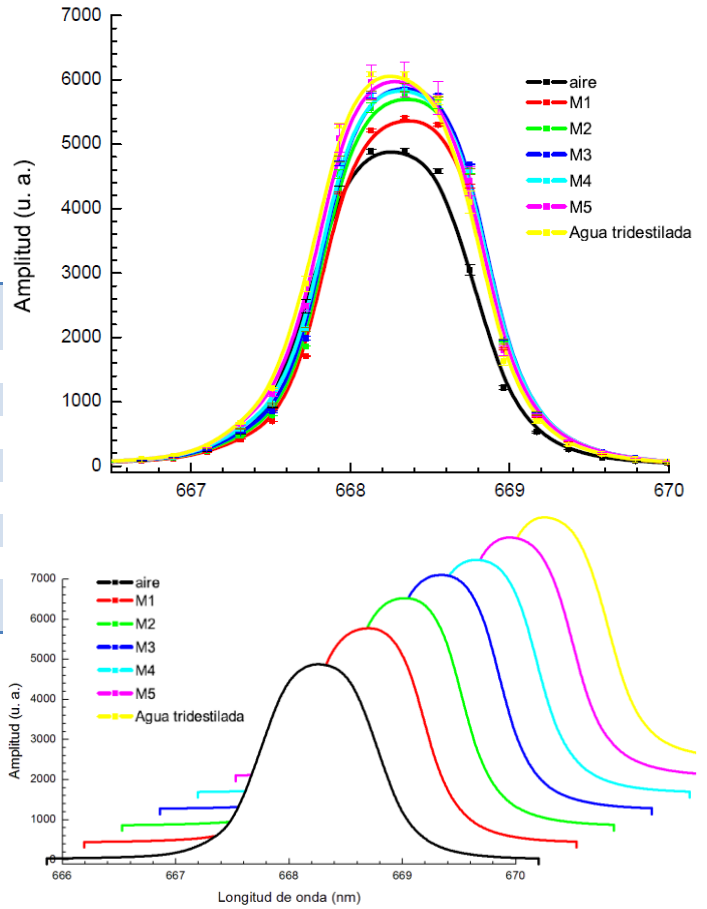 7000
6000
5000
4000
3000
2000
1000
0
Amplitud (u. a.)
667
668
669
670
aire
M1
M2
M3
M4
M5
Agua tridestilada
7000
6000
5000
4000
3000
2000
1000
0
Amplitud (u. a.)
666
667
668
669
670
Longitud de onda (nm)
aire
M1
M2
M3
M4
M5
Agua tridestilada